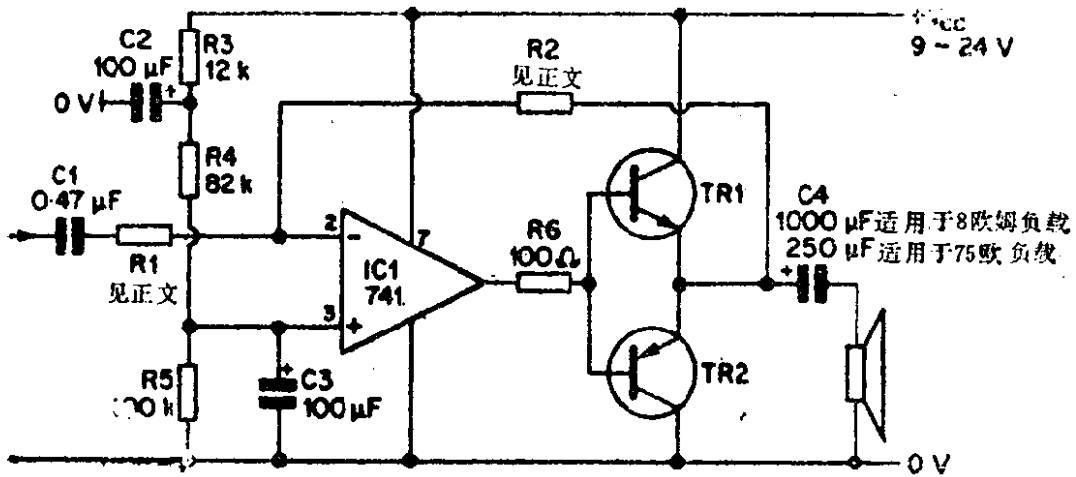 C2
100 µF
0 V
R3
12 k
R2
见正文
9 - 24 V
R4
82 k
C1
0·47 µF
R1
见正文
2
-
7
IC1
741
3
+
R6
100 Ω
TR1
TR2
C4
1000 µF适用于8欧姆负载
250 µF适用于75欧负载
+
R5
C3
100 µF
+
+
0 V